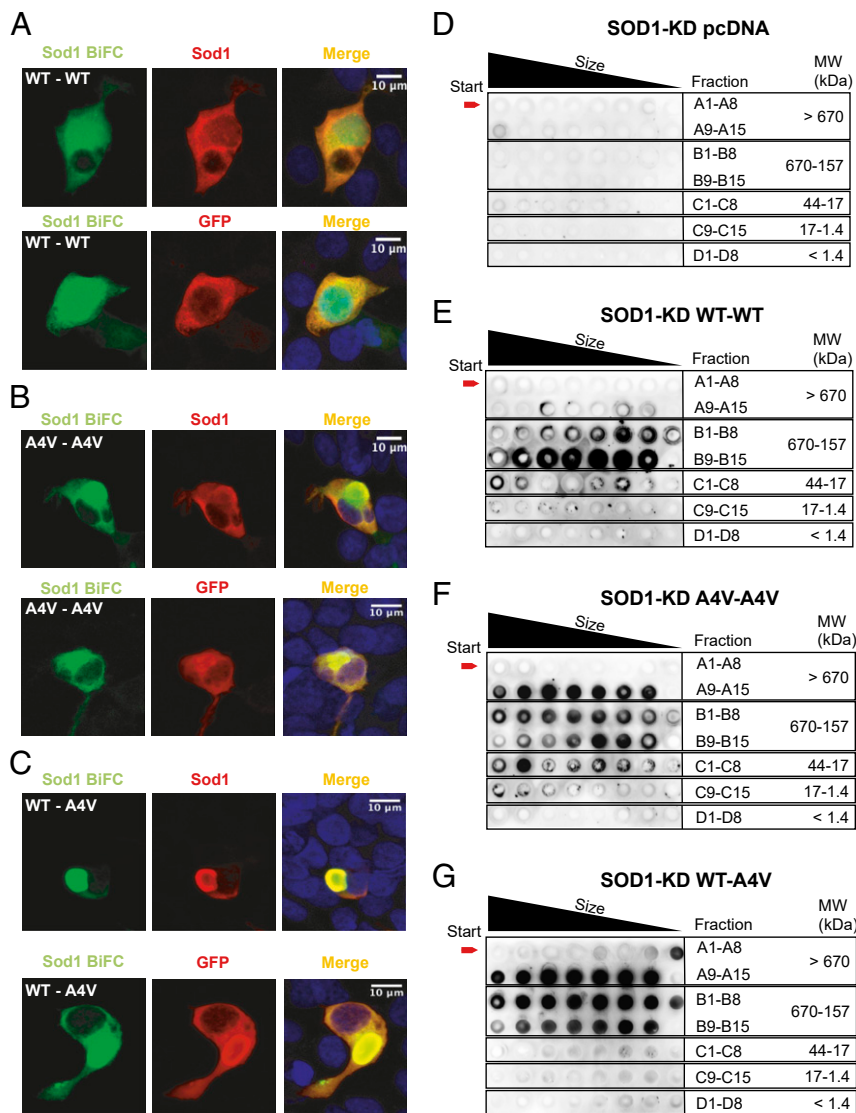 A
Sod1 BiFC Sod1 Merge
WT - WT 10 µm
Sod1 BiFC GFP Merge
WT - WT 10 µm
B
Sod1 BiFC Sod1 Merge
A4V - A4V 10 µm
Sod1 BiFC GFP Merge
A4V - A4V 10 µm
C
Sod1 BiFC Sod1 Merge
WT - A4V 10 µm
Sod1 BiFC GFP Merge
WT - A4V 10 µm
D
SOD1-KD pcDNA
Size
MW
Start Fraction (kDa)
A1-A8
> 670
A9-A15
B1-B8
670-157
B9-B15
C1-C8 44-17
C9-C15 17-1.4
D1-D8 < 1.4
E
SOD1-KD WT-WT
Size
MW
Start Fraction (kDa)
A1-A8
> 670
A9-A15
B1-B8
670-157
B9-B15
C1-C8 44-17
C9-C15 17-1.4
D1-D8 < 1.4
F
SOD1-KD A4V-A4V
Size
MW
Start Fraction (kDa)
A1-A8
> 670
A9-A15
B1-B8
670-157
B9-B15
C1-C8 44-17
C9-C15 17-1.4
D1-D8 < 1.4
G
SOD1-KD WT-A4V
Size
MW
Start Fraction (kDa)
A1-A8
> 670
A9-A15
B1-B8
670-157
B9-B15
C1-C8 44-17
C9-C15 17-1.4
D1-D8 < 1.4